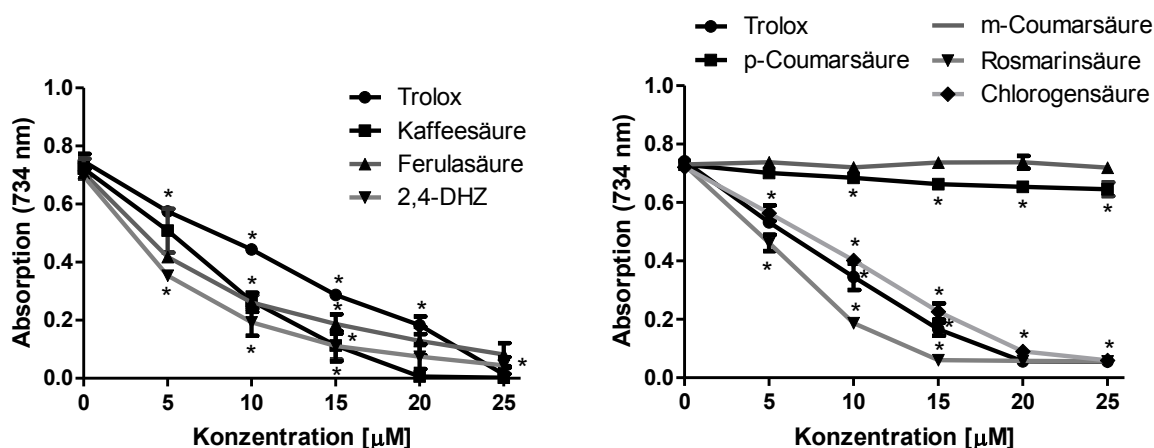 Absorption (734 nm)
1.0
0.8
0.6
0.4
0.2
0.0
0 5 10 15 20 25
Konzentration [µM]
Trolox
Kaffeesäure
Ferulasäure
2,4-DHZ
* * * * * * * * * * * *
Trolox
p-Coumarsäure
m-Coumarsäure
Rosmarinsäure
Chlorogensäure
Absorption (734 nm)
1.0
0.8
0.6
0.4
0.2
0.0
0 5 10 15 20 25
Konzentration [µM]
* * * * * * * * * * * * * * *